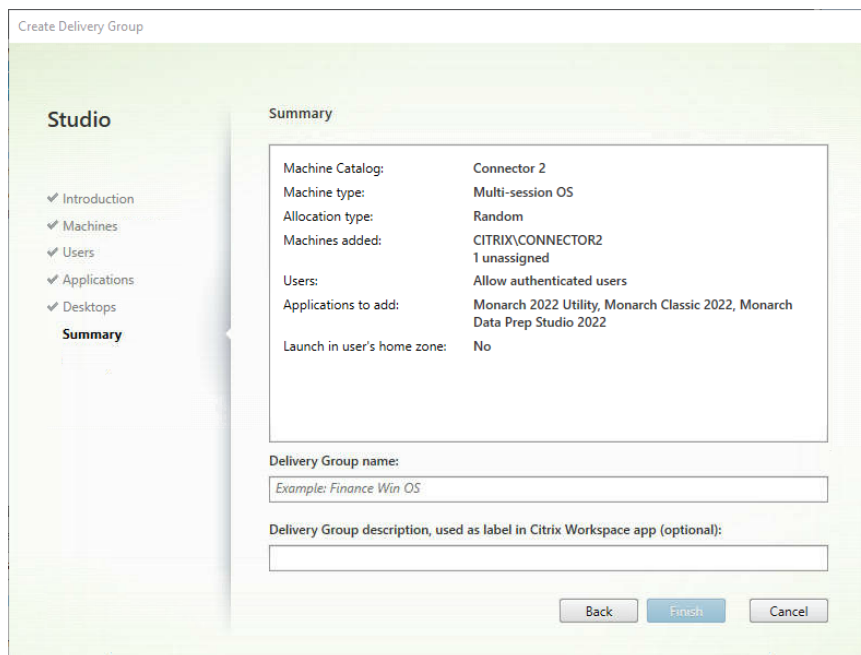 Create Delivery Group
Studio
✔ Introduction
✔ Machines
✔ Users
✔ Applications
✔ Desktops
Summary
Summary
Machine Catalog: Connector 2
Machine type: Multi-session OS
Allocation type: Random
Machines added: CITRIX\CONNECTOR2
1 unassigned
Users: Allow authenticated users
Applications to add: Monarch 2022 Utility, Monarch Classic 2022, Monarch
Data Prep Studio 2022
Launch in user's home zone: No
Delivery Group name:
Example: Finance Win OS
Delivery Group description, used as label in Citrix Workspace app (optional):
Back Finish Cancel